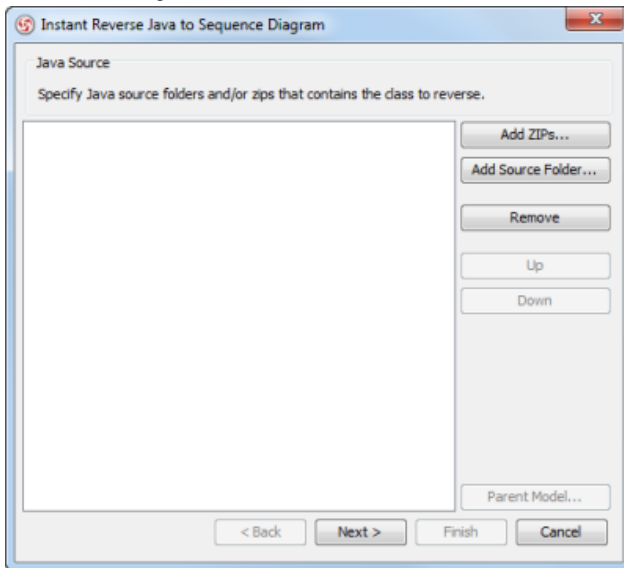 Instant Reverse Java to Sequence Diagram
Java Source
Specify Java source folders and/or zips that contains the class to reverse.
Add ZIPs...
Add Source Folder...
Remove
Up
Down
Parent Model...
< Back Next > Finish Cancel